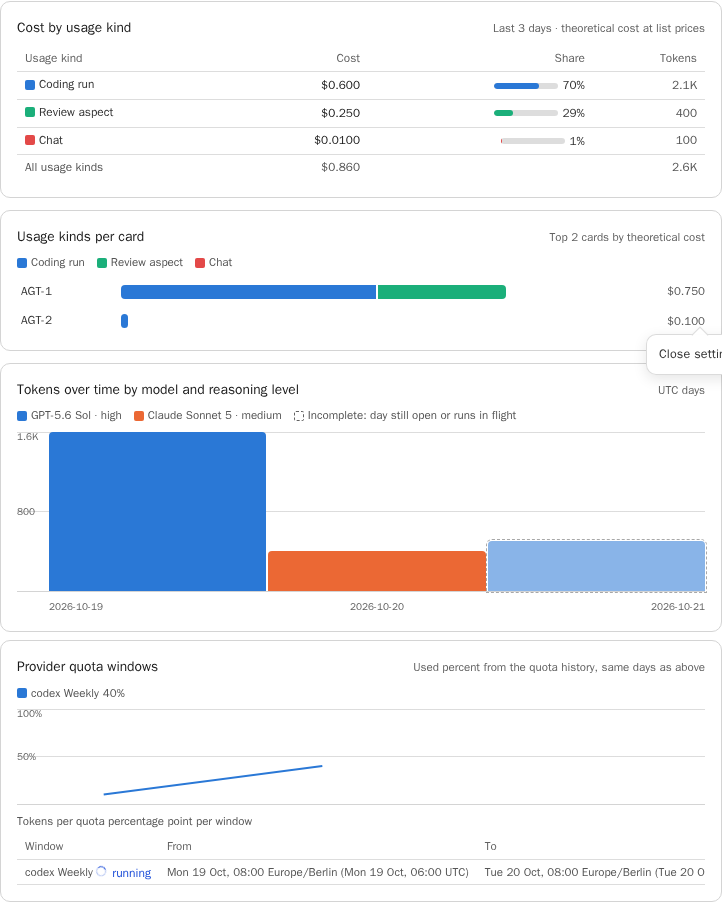 Cost by usage kind Last 3 days · theoretical cost at list prices
Usage kind Cost Share Tokens
Coding run $0.600 70% 2.1K
Review aspect $0.250 29% 400
Chat $0.0100 1% 100
All usage kinds $0.860 2.6K
Usage kinds per card Top 2 cards by theoretical cost
Coding run Review aspect Chat
AGT-1 $0.750
AGT-2 $0.100
Close settin
Tokens over time by model and reasoning level UTC days
GPT-5.6 Sol · high Claude Sonnet 5 · medium Incomplete: day still open or runs in flight
1.6K
800
2026-10-19 2026-10-20 2026-10-21
Provider quota windows Used percent from the quota history, same days as above
codex Weekly 40%
100%
50%
Tokens per quota percentage point per window
Window From To
codex Weekly running Mon 19 Oct, 08:00 Europe/Berlin (Mon 19 Oct, 06:00 UTC) Tue 20 Oct, 08:00 Europe/Berlin (Tue 20 O